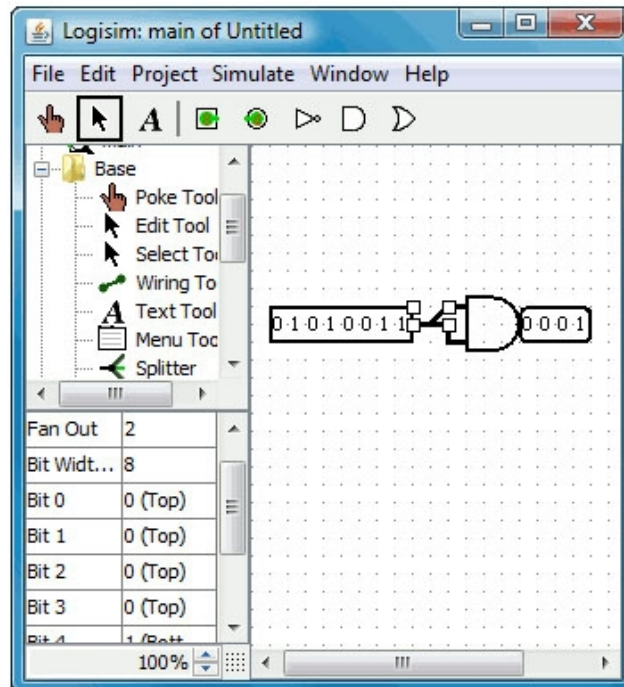 Logisim: main of Untitled
File Edit Project Simulate Window Help
A
Base
Poke Tool
Edit Tool
Select To
Wiring To
A Text Tool
Menu Too
Splitter
0 1 0 1 0 0 1 1
0 0 0 1
Fan Out 2
Bit Widt... 8
Bit 0 0 (Top)
Bit 1 0 (Top)
Bit 2 0 (Top)
Bit 3 0 (Top)
100%